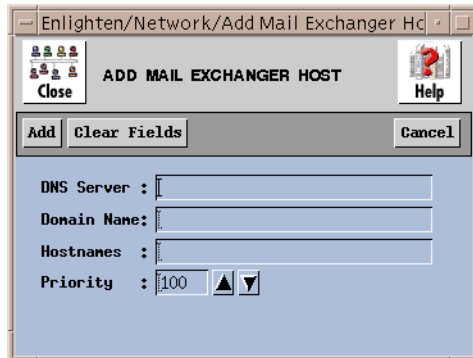 Enlighten/Network/Add Mail Exchanger Ho
Close
ADD MAIL EXCHANGER HOST
Help
Add Clear Fields Cancel
DNS Server :
Domain Name:
Hostnames :
Priority : 100